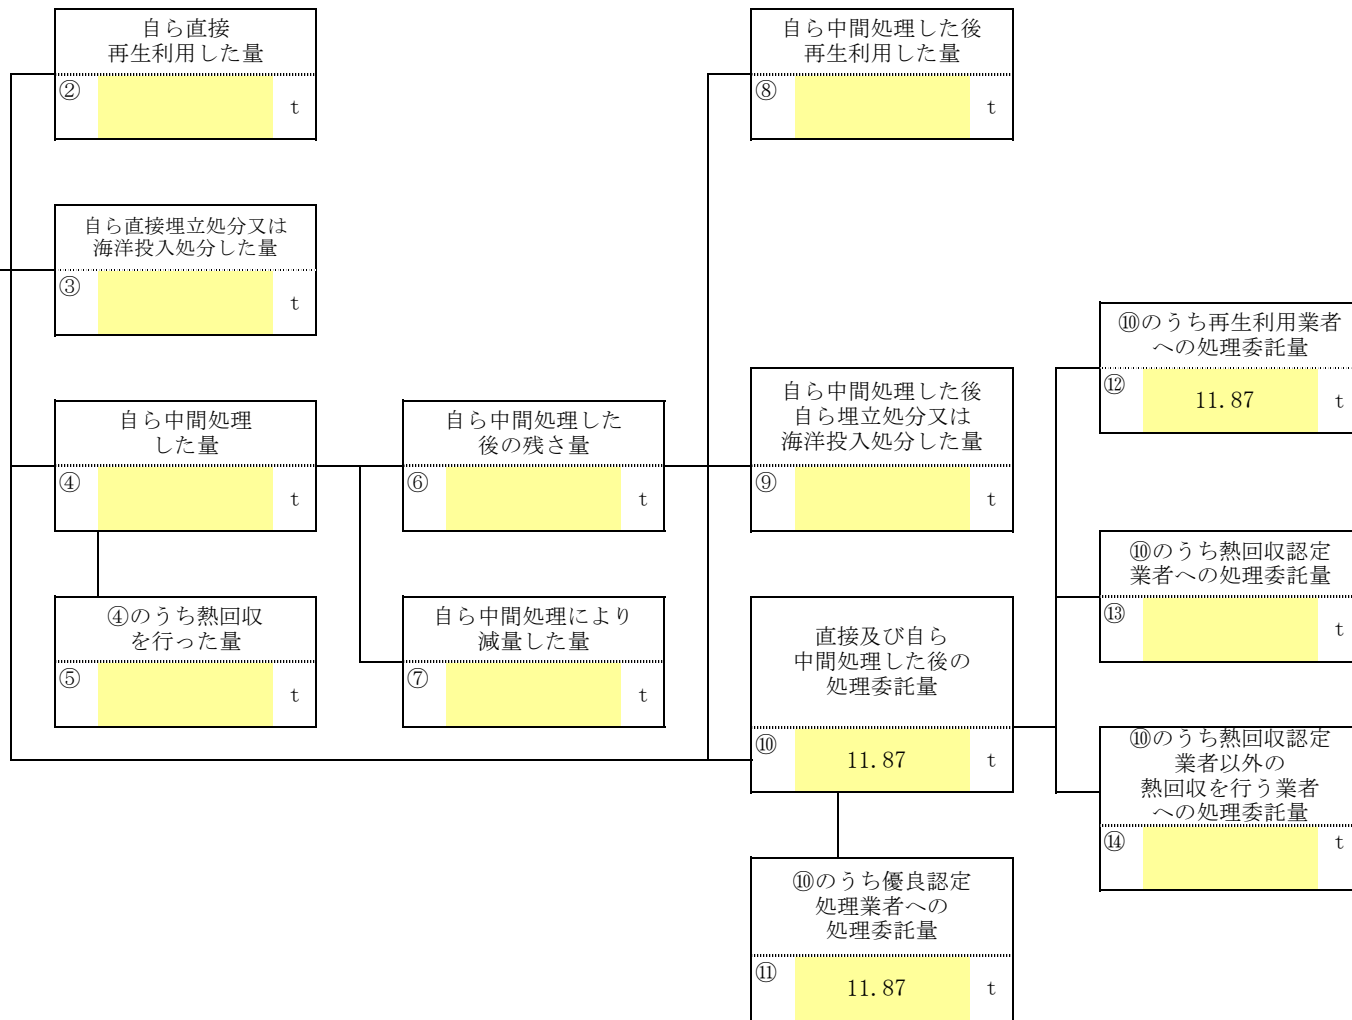 自ら直接
再生利用した量
②
t
自ら中間処理した後
再生利用した量
⑧
t
自ら直接埋立処分又は
海洋投入処分した量
③
t
⑩のうち再生利用業者
への処理委託量
⑫
11.87
t
自ら中間処理
した量
④
t
自ら中間処理した
後の残さ量
⑥
t
自ら中間処理した後
自ら埋立処分又は
海洋投入処分した量
⑨
t
⑩のうち熱回収認定
業者への処理委託量
⑬
t
④のうち熱回収
を行った量
⑤
t
自ら中間処理により
減量した量
⑦
t
直接及び自ら
中間処理した後の
処理委託量
⑩
11.87
t
⑩のうち熱回収認定
業者以外の
熱回収を行う業者
への処理委託量
⑭
t
⑩のうち優良認定
処理業者への
処理委託量
⑪
11.87
t